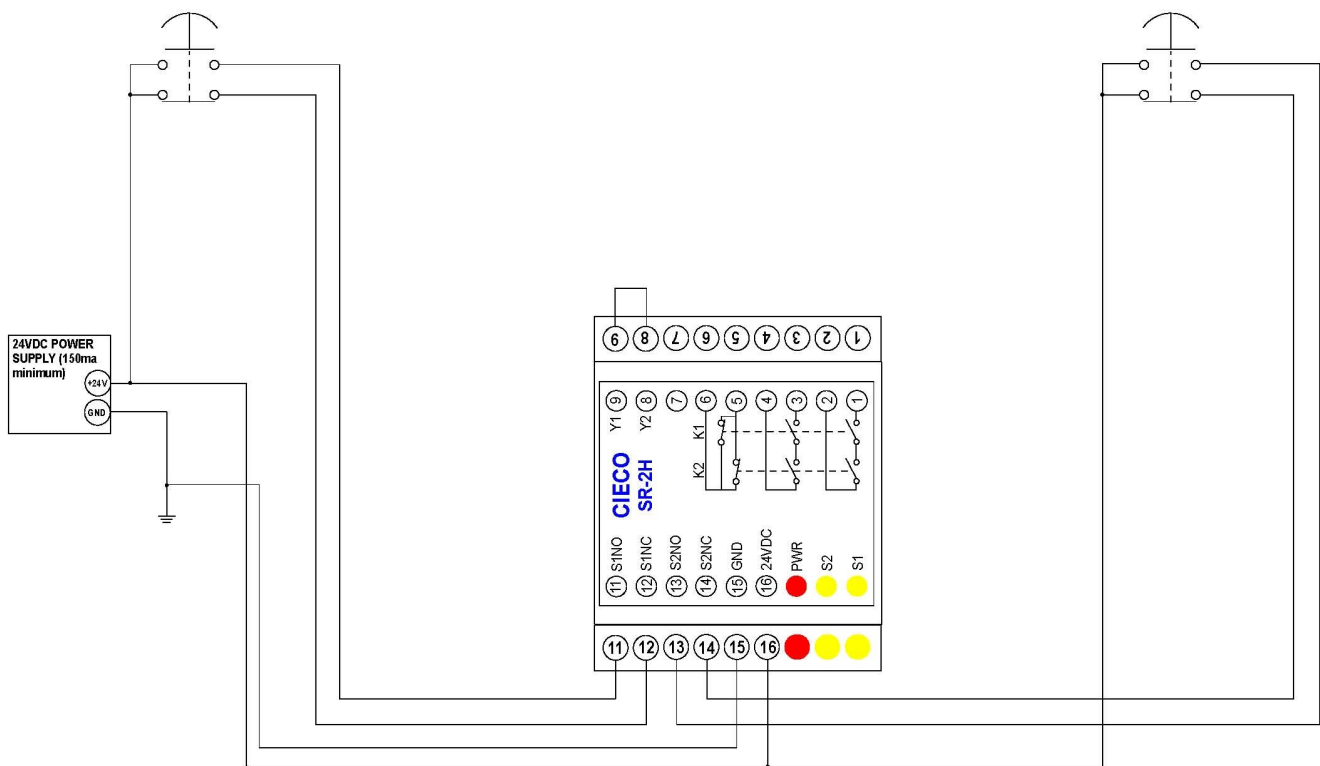 24VDC POWER
SUPPLY (150ma
minimum)
+24V
GND
9 8 7 6 5 4 3 2 1
9 8 7 6 5 4 3 2 1
Y1 Y2
K1
K2
CIECO
SR-2H
S1NO S1NC S2NO S2NC GND 24VDC PWR S2 S1
11 12 13 14 15 16
11 12 13 14 15 16